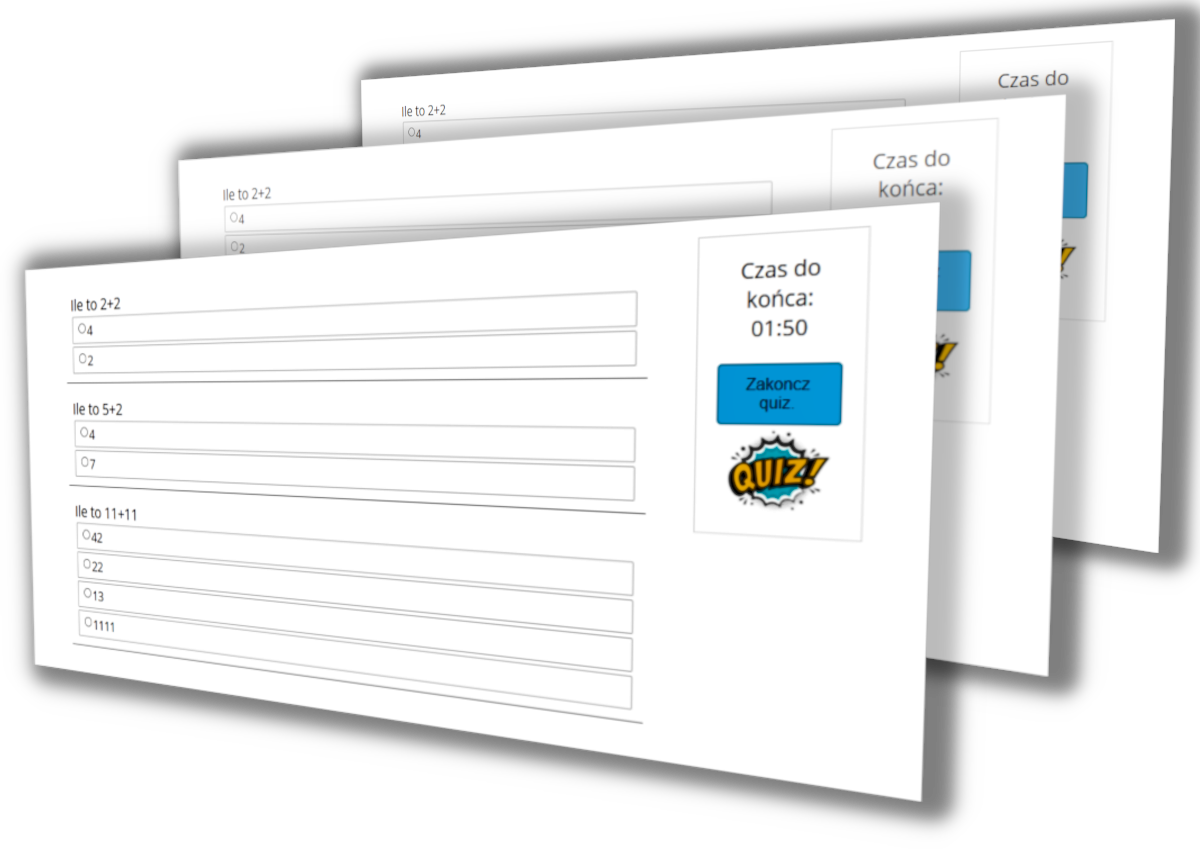 Ile to 2+2
4
Czas do
Ile to 2+2
4
2
Czas do
końca:
Ile to 2+2
4
2
Ile to 5+2
4
7
Ile to 11+11
42
22
13
1111
Czas do
końca:
01:50
Zakoncz
quiz.
QUIZ!